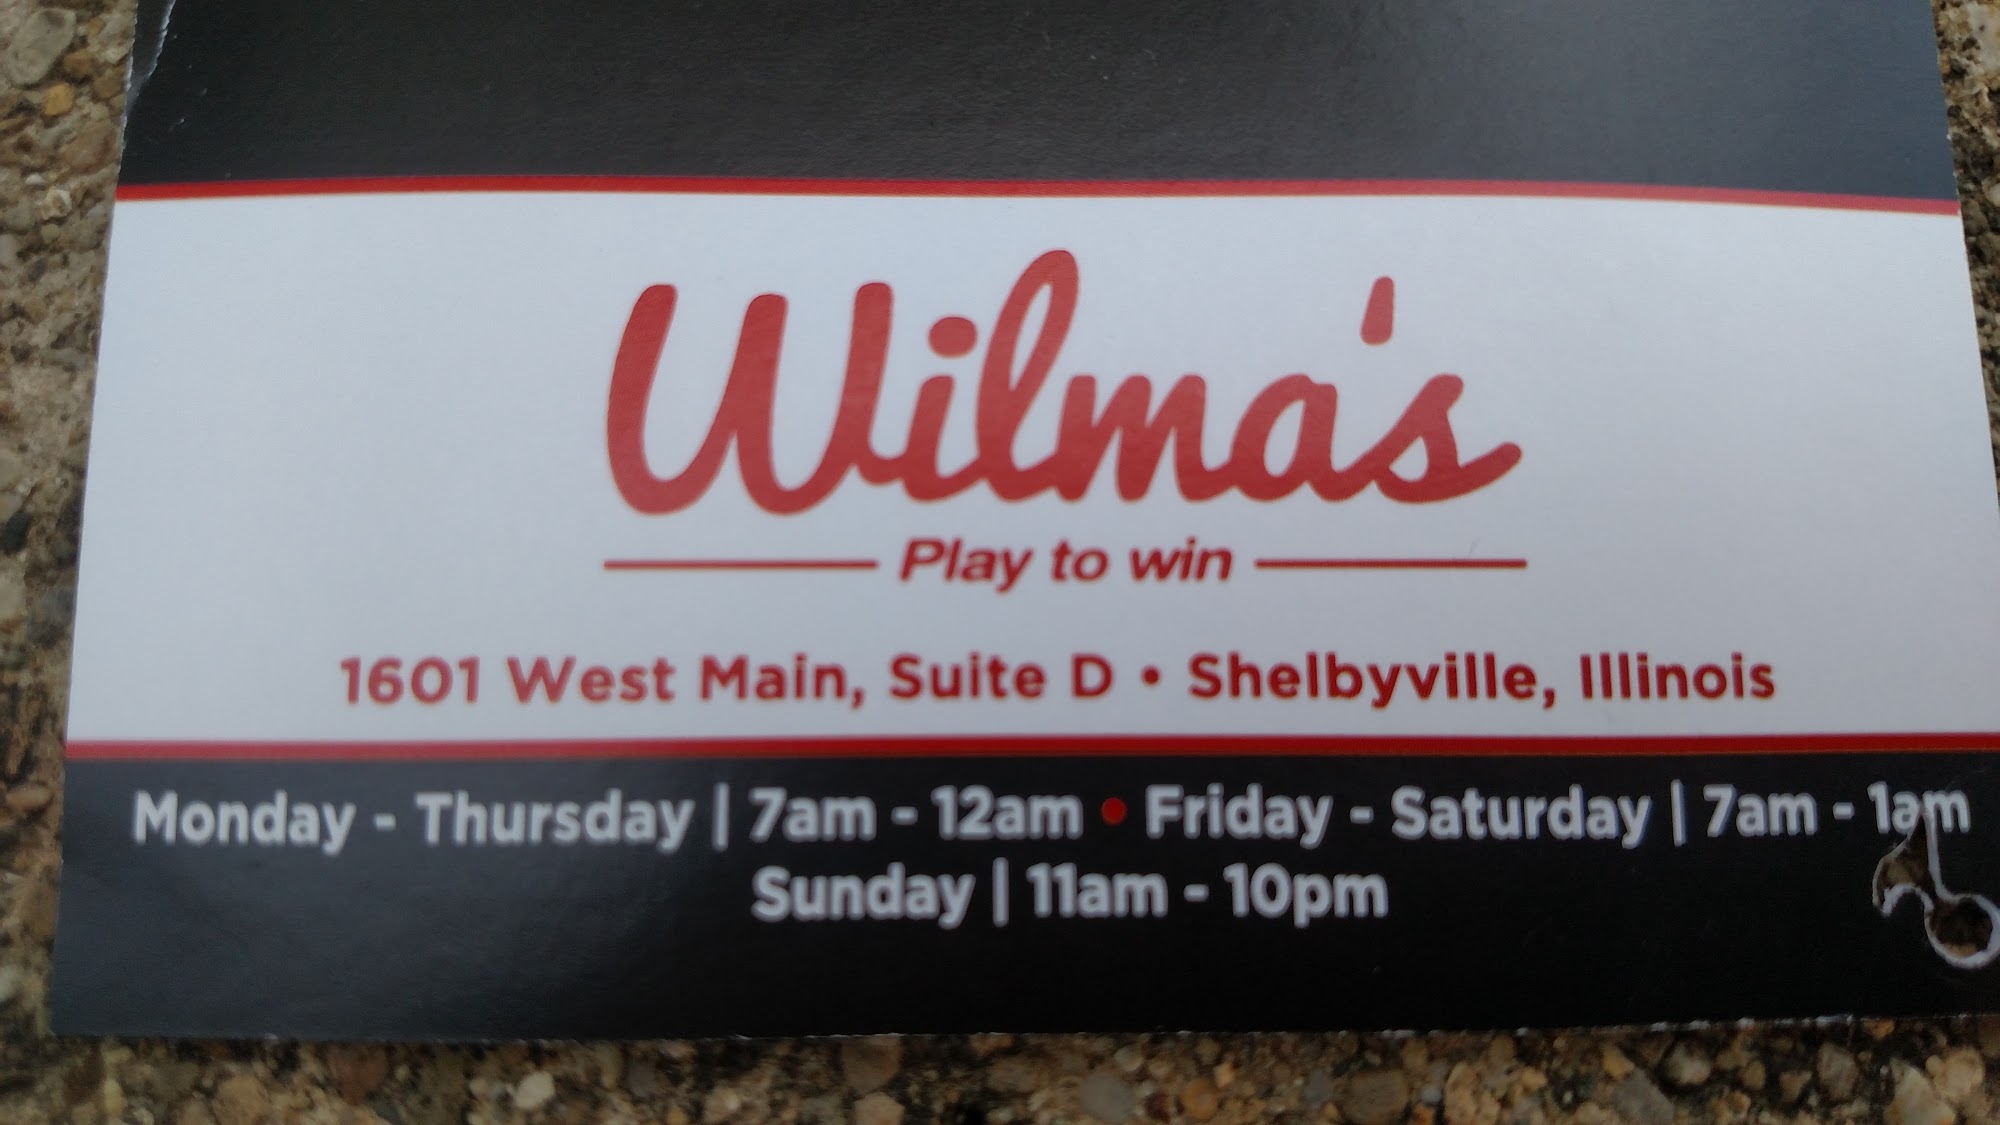 Wilma's
Play to win
1601 West Main, Suite D • Shelbyville, Illinois
Monday - Thursday | 7am - 12am • Friday - Saturday | 7am - 1am
Sunday | 11am - 10pm